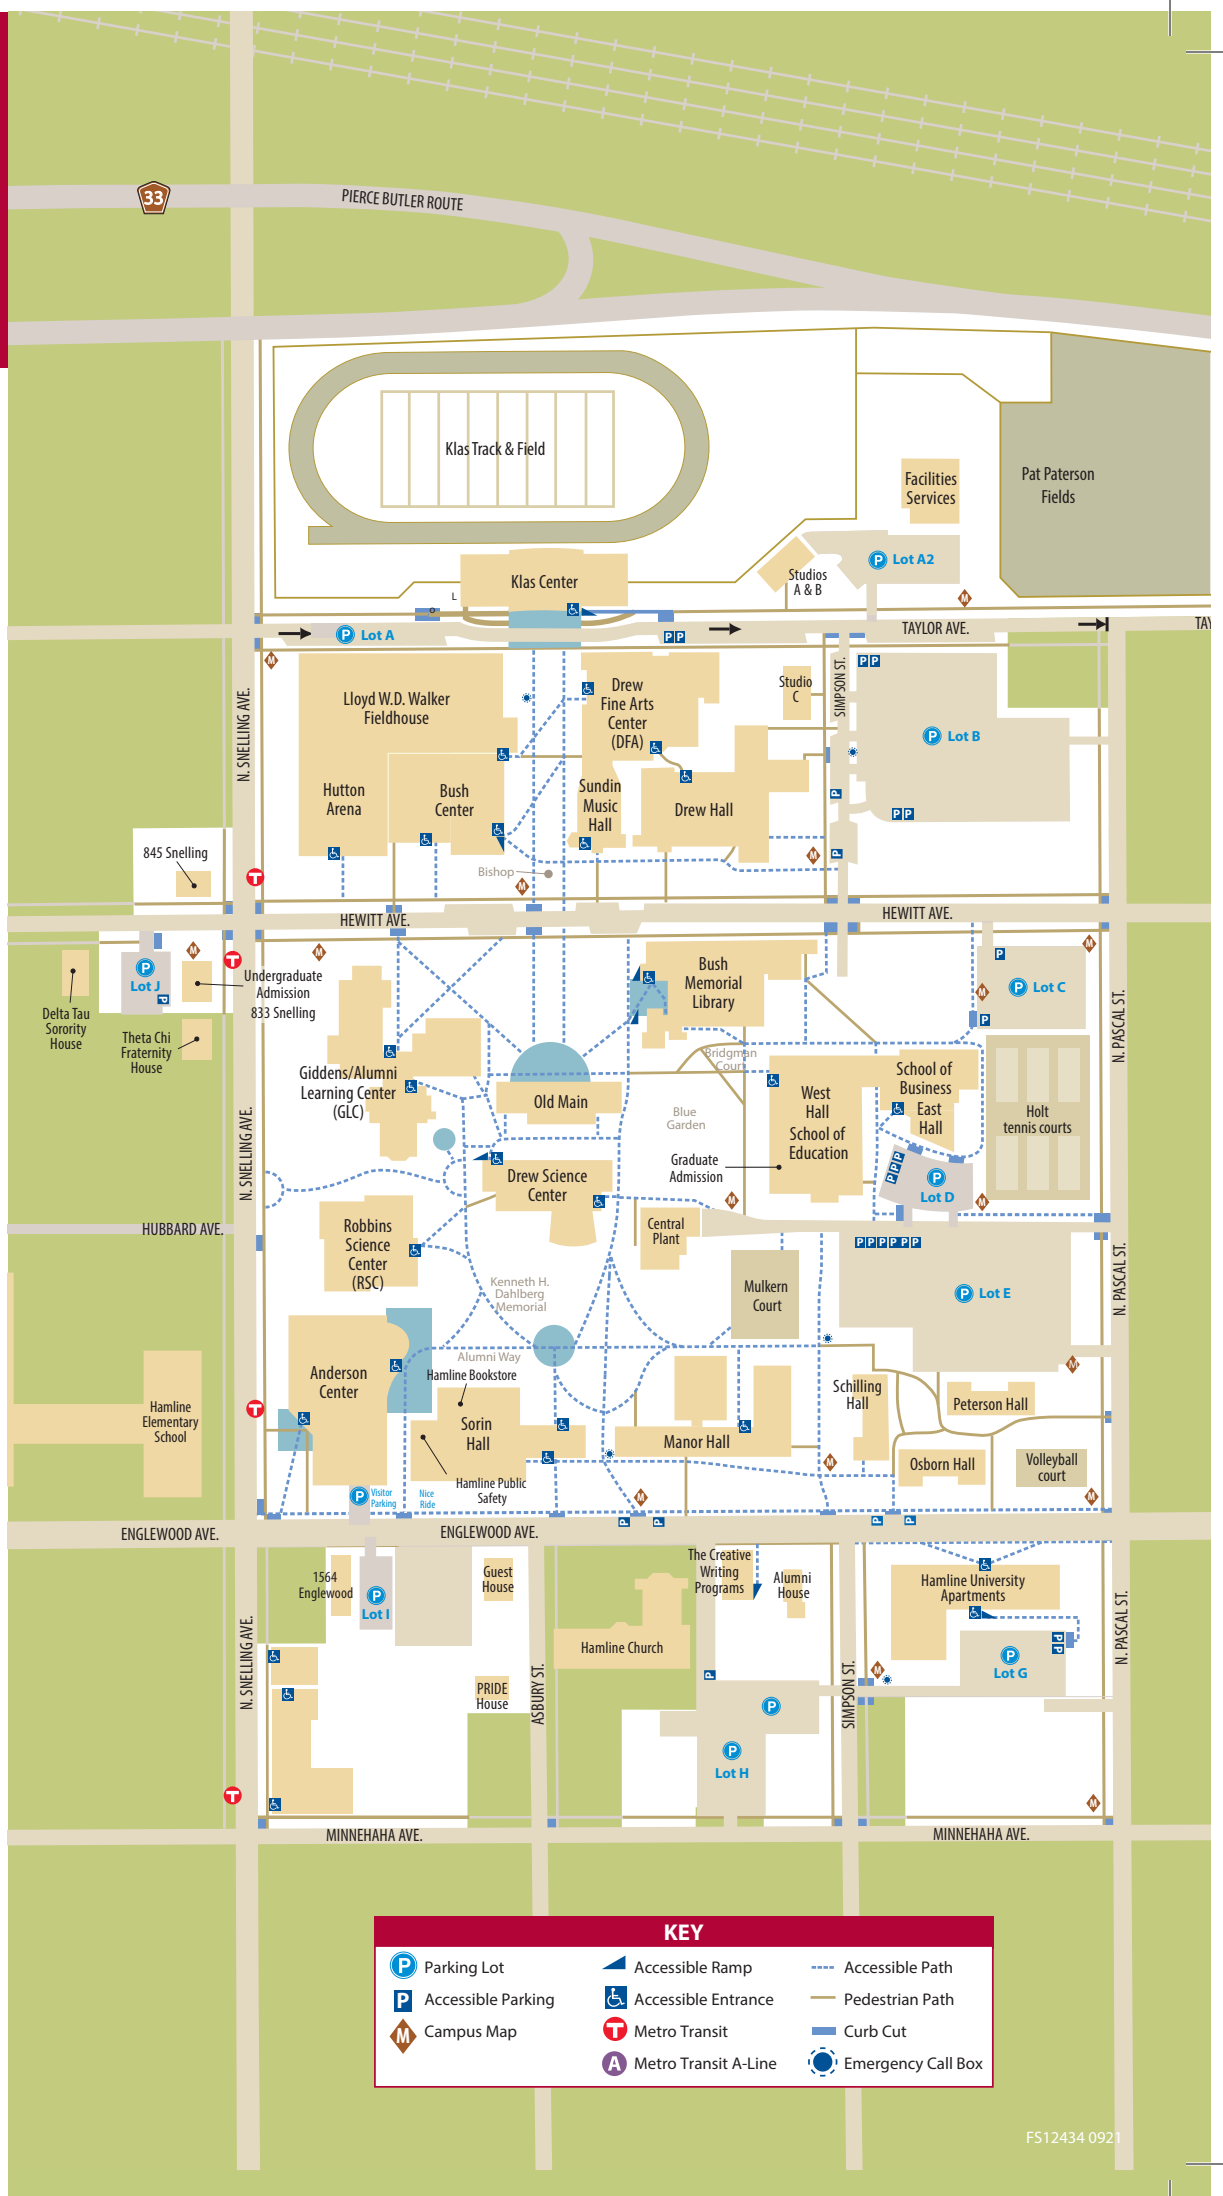 33
PIERCE BUTLER ROUTE
Klas Track & Field
Facilities
Services
Pat Paterson
Fields
P Lot A2
Studios
A & B
Klas Center
L
O
P Lot A
P P
TAYLOR AVE.
TAY
M
M
Lloyd W.D. Walker
Fieldhouse
Drew
Fine Arts
Center
(DFA)
Studio
C
SIMPSON ST.
P P
P Lot B
N. SNELLING AVE.
Hutton
Arena
Bush
Center
Sundin
Music
Hall
Drew Hall
P
P P
845 Snelling
P
M
Bishop
M
T
HEWITT AVE.
HEWITT AVE.
M
M
M
T
P
Lot J
P
Undergraduate
Admission
833 Snelling
Delta Tau
Sorority
House
Theta Chi
Fraternity
House
Bush
Memorial
Library
P
P Lot C
M
P
N. PASCAL ST.
Giddens/Alumni
Learning Center
(GLC)
Old Main
Bridgman
Court
Blue
Garden
West
Hall
School of
Education
School of
Business
East
Hall
Holt
tennis courts
Graduate
Admission
N. SNELLING AVE.
Drew Science
Center
P P P
P
Lot D
M
M
HUBBARD AVE.
Robbins
Science
Center
(RSC)
Central
Plant
P P P P P P
Kenneth H.
Dahlberg
Memorial
Mulkern
Court
P Lot E
N. PASCAL ST.
Alumni Way
Anderson
Center
Hamline Bookstore
Sorin
Hall
Hamline Public
Safety
Hamline
Elementary
School
T
Manor Hall
Schilling
Hall
M
Peterson Hall
Osborn Hall
Volleyball
court
M
M
M
P Visitor
Parking
Nice
Ride
P
P
P
P
ENGLEWOOD AVE.
ENGLEWOOD AVE.
1564
Englewood
P
Lot I
Guest
House
The Creative
Writing
Programs
Alumni
House
Hamline University
Apartments
Hamline Church
P P
P
Lot G
M
N. SNELLING AVE.
PRIDE
House
ASBURY ST.
P
P
P
Lot H
SIMPSON ST.
N. PASCAL ST.
T
M
MINNEHAHA AVE.
MINNEHAHA AVE.
KEY
P Parking Lot
P Accessible Parking
M Campus Map
Accessible Ramp
Accessible Entrance
T Metro Transit
A Metro Transit A-Line
Accessible Path
Pedestrian Path
Curb Cut
Emergency Call Box
FS12434 0921